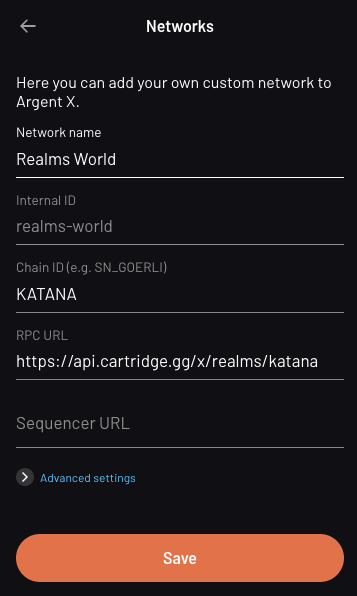 Networks
Here you can add your own custom network to
Argent X.
Network name
Realms World
Internal ID
realms-world
Chain ID (e.g. SN_GOERLI)
KATANA
RPC URL
https://api.cartridge.gg/x/realms/katana
Sequencer URL
Advanced settings
Save